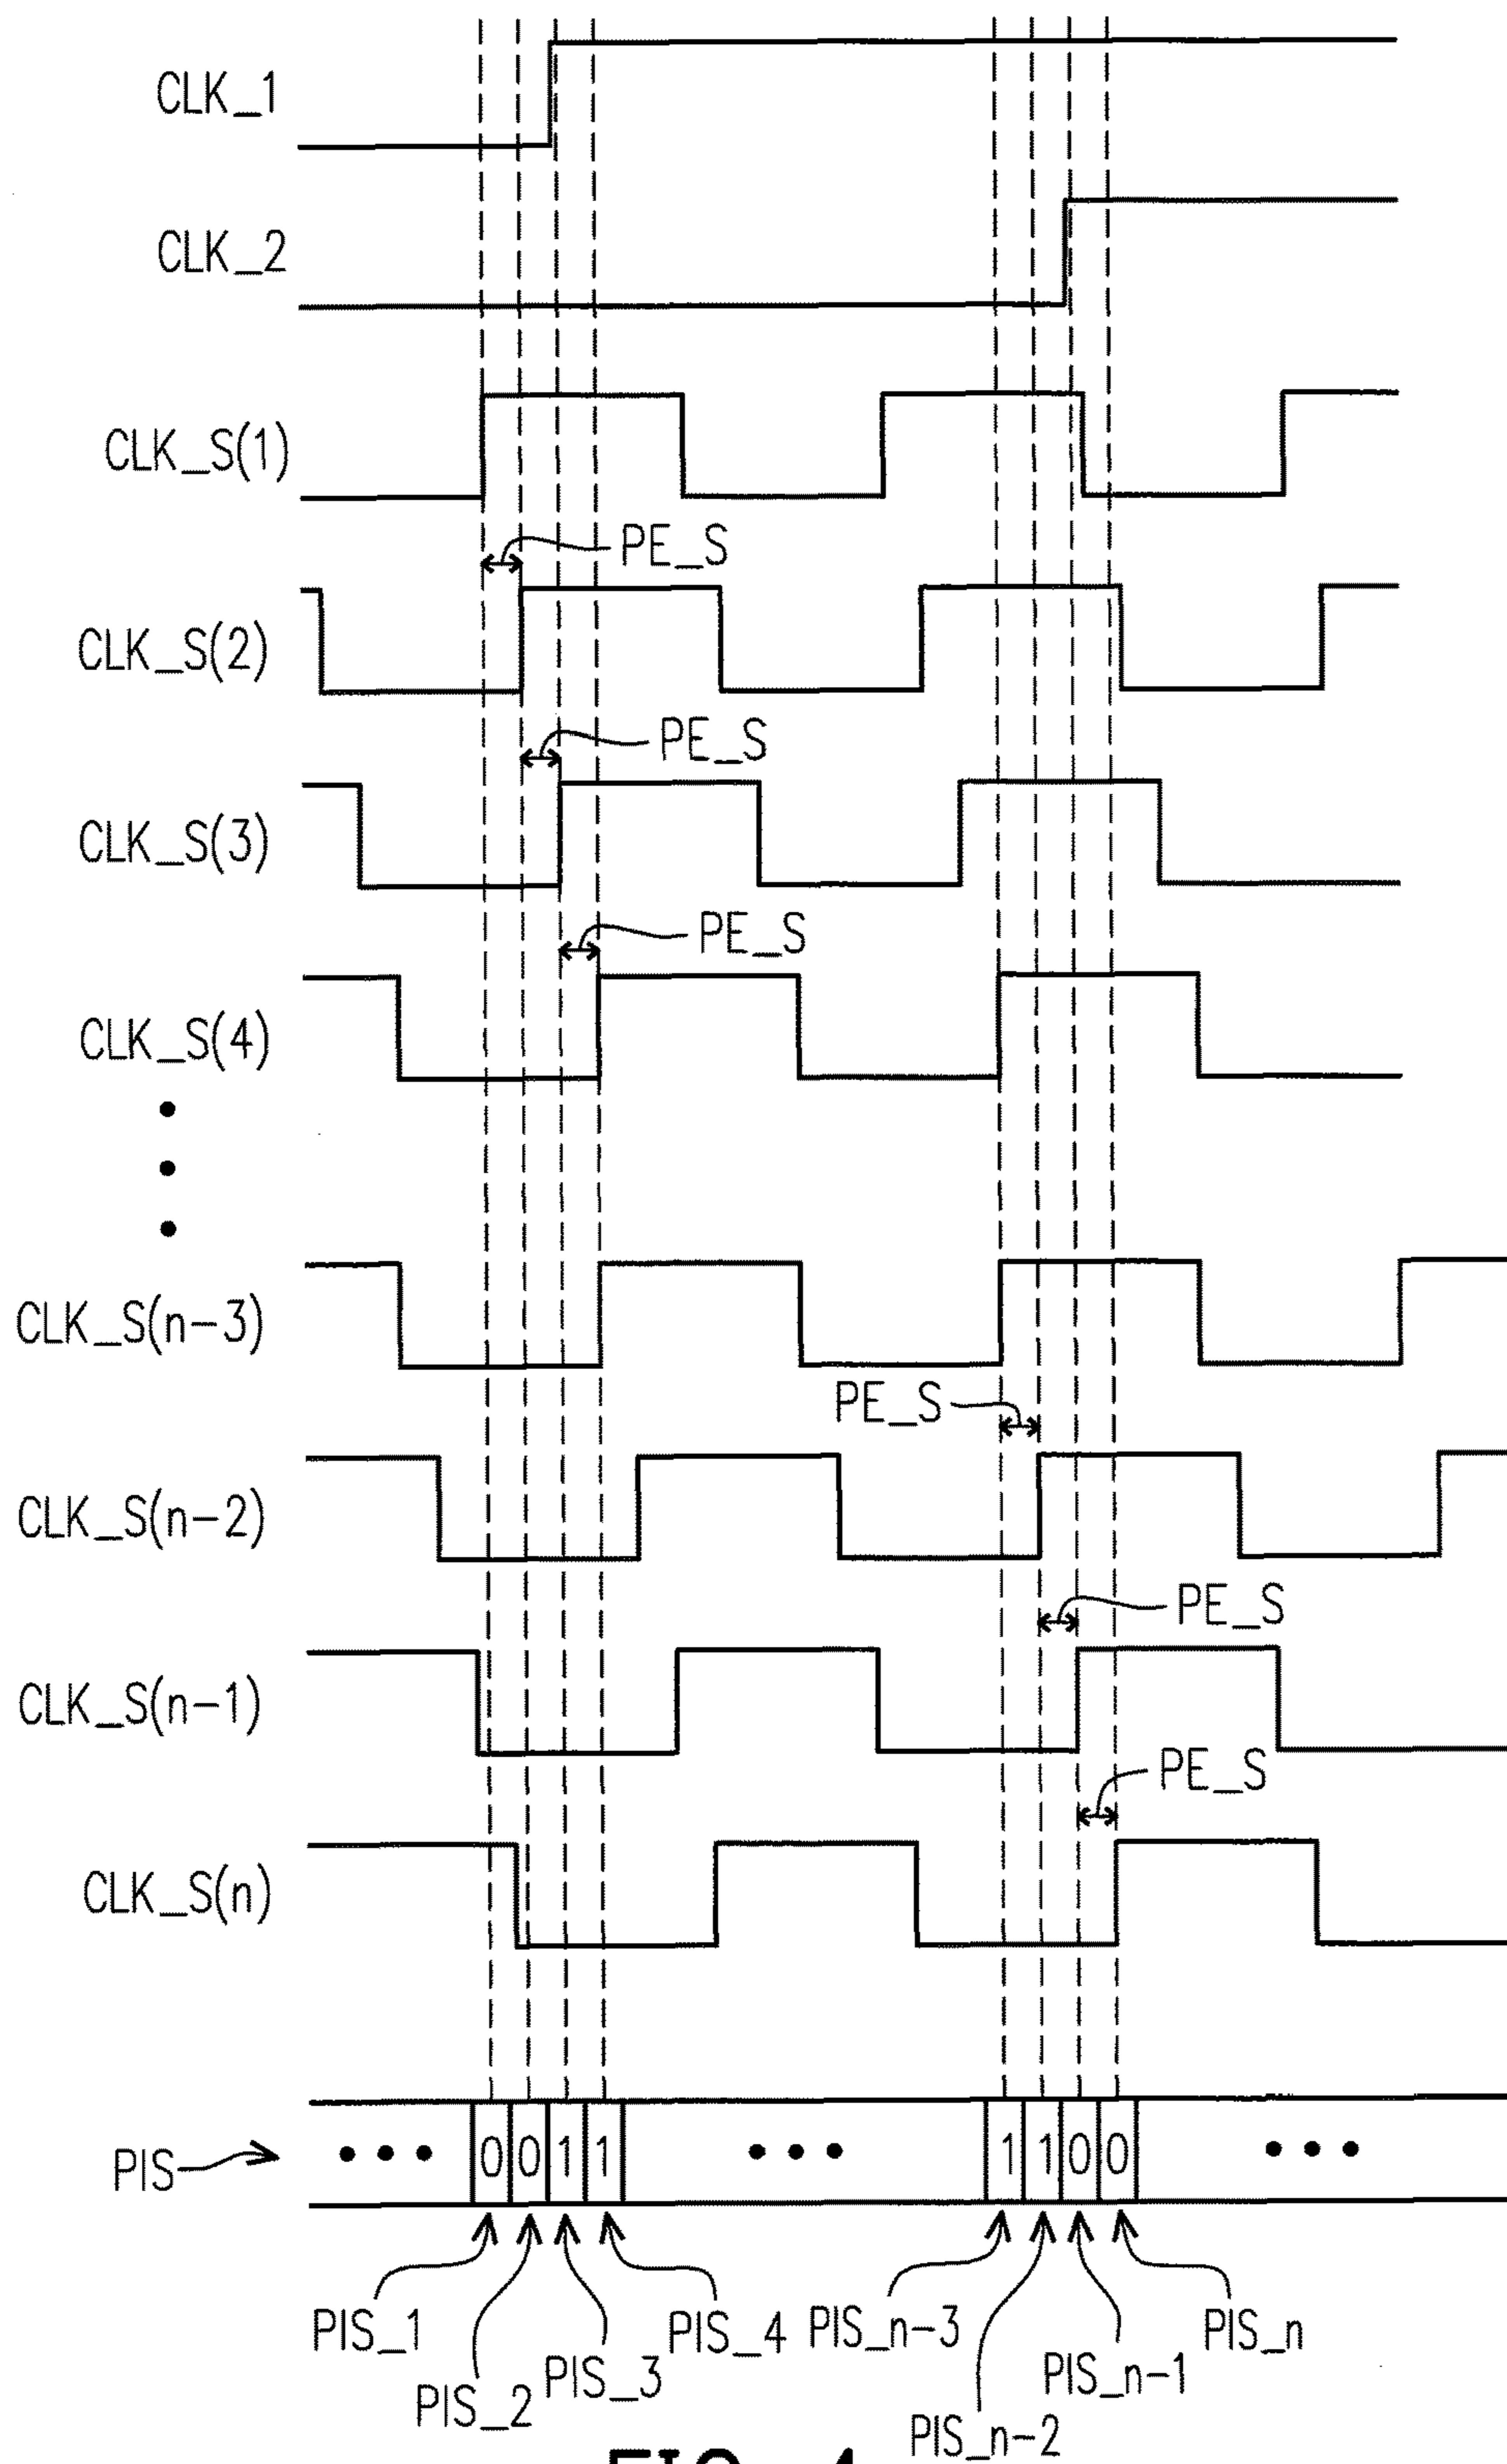 CLK_1
CLK_2
CLK_S(1)
PE_S
CLK_S(2)
PE_S
CLK_S(3)
PE_S
CLK_S(4)
CLK_S(n-3)
PE_S
CLK_S(n-2)
PE_S
CLK_S(n-1)
PE_S
CLK_S(n)
PIS
0 0 1 1
1 1 0 0
PIS_1
PIS_2
PIS_3
PIS_4
PIS_n-3
PIS_n-2
PIS_n-1
PIS_n